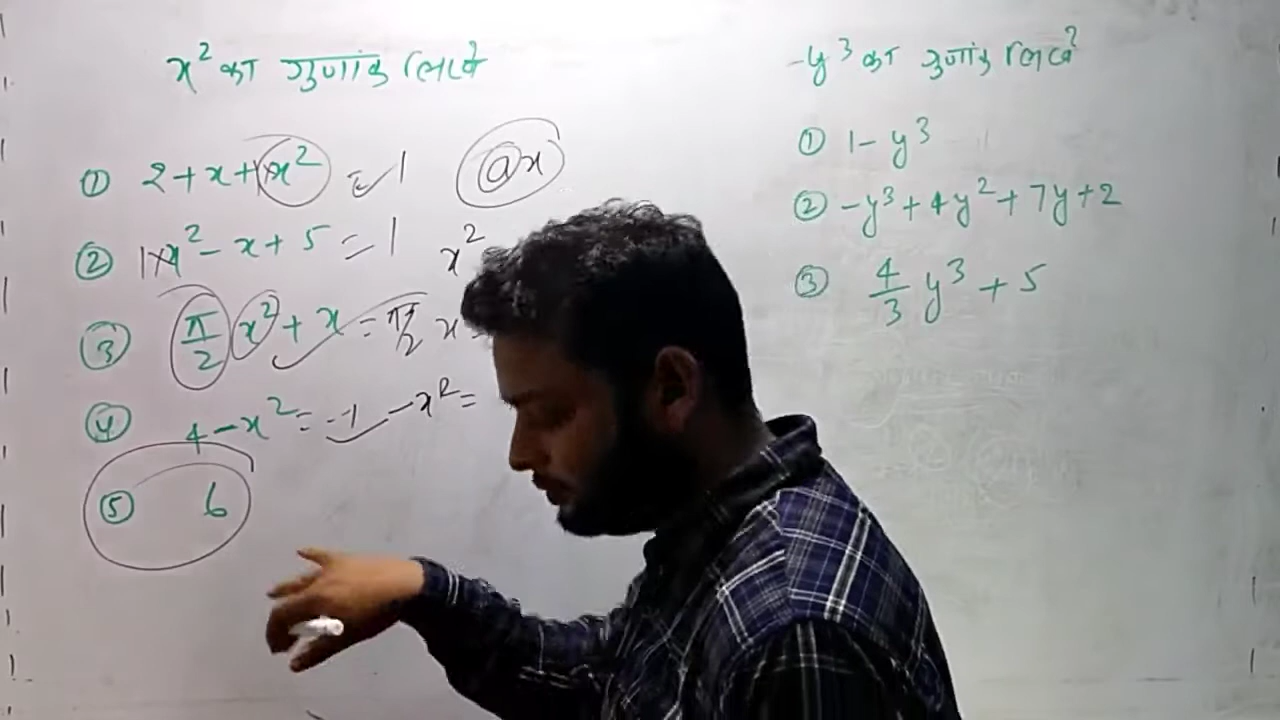 x² का गुणांक लिखें?
① 2 + x + 1x² = 1 ax
② 1x² - x + 5 = 1 x²
③ π/2 x² + x = π/2 x
④ 4 - x² = -1 - x² =
⑤ 6
-y³ का गुणांक लिखें?
① 1 - y³
② -y³ + 4y² + 7y + 2
③ 4/3 y³ + 5